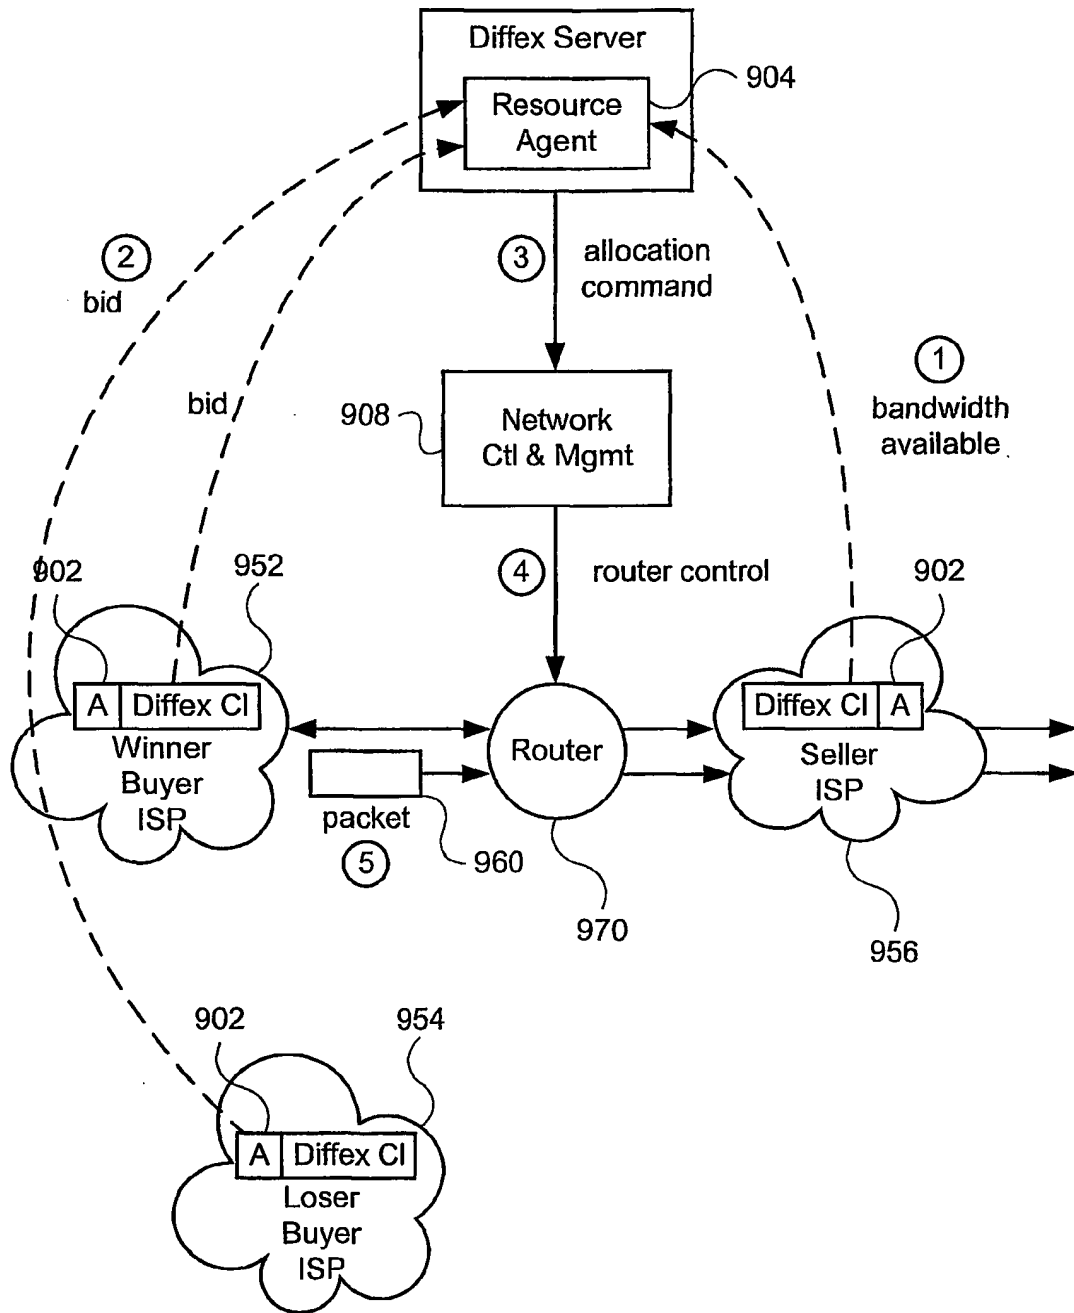 Diffex Server
904
Resource
Agent
2
bid
3
allocation
command
1
bandwidth
available
bid
908
Network
Ctl & Mgmt
902
952
4
router control
902
A
Diffex Cl
Winner
Buyer
ISP
Router
Diffex Cl
A
Seller
ISP
packet
5
960
970
956
902
954
A
Diffex Cl
Loser
Buyer
ISP